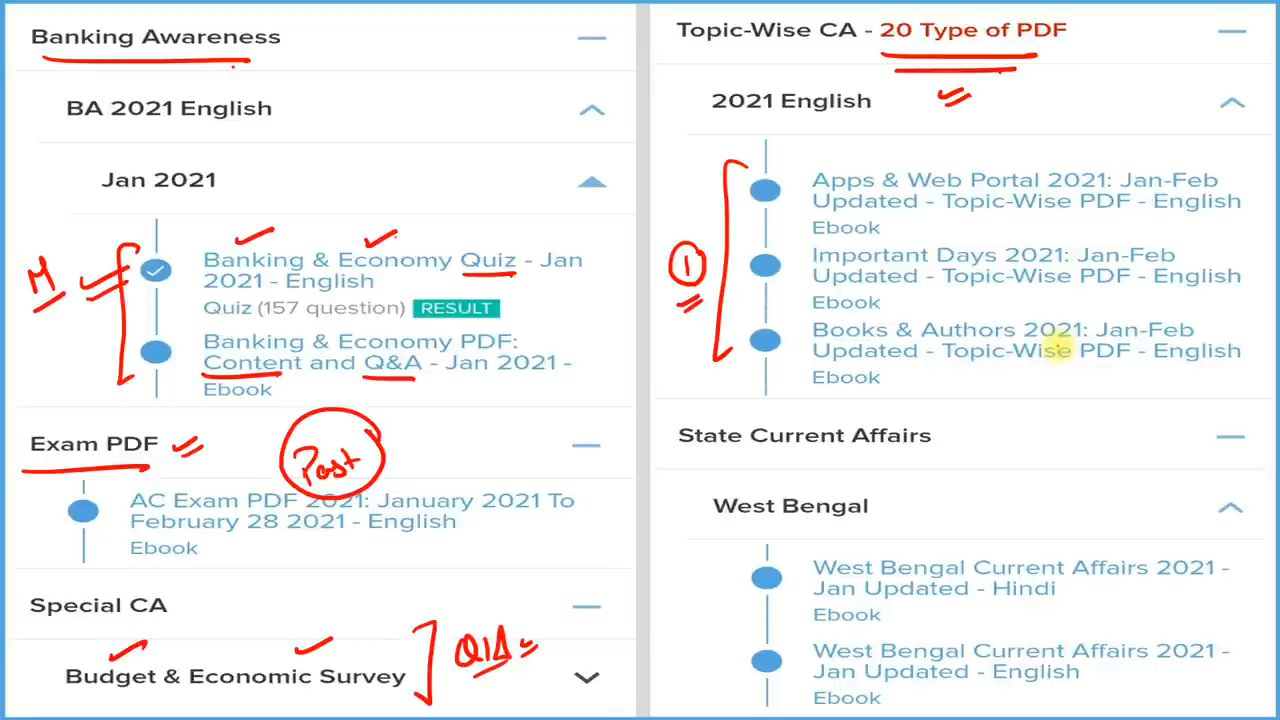 Banking Awareness
BA 2021 English
Jan 2021
Banking & Economy Quiz - Jan
2021 - English
Quiz (157 question) RESULT
Banking & Economy PDF:
Content and Q&A - Jan 2021 -
Ebook
M
Exam PDF
Past
AC Exam PDF 2021: January 2021 To
February 28 2021 - English
Ebook
Special CA
Budget & Economic Survey
Q/A
Topic-Wise CA - 20 Type of PDF
2021 English
1
Apps & Web Portal 2021: Jan-Feb
Updated - Topic-Wise PDF - English
Ebook
Important Days 2021: Jan-Feb
Updated - Topic-Wise PDF - English
Ebook
Books & Authors 2021: Jan-Feb
Updated - Topic-Wise PDF - English
Ebook
State Current Affairs
West Bengal
West Bengal Current Affairs 2021 -
Jan Updated - Hindi
Ebook
West Bengal Current Affairs 2021 -
Jan Updated - English
Ebook